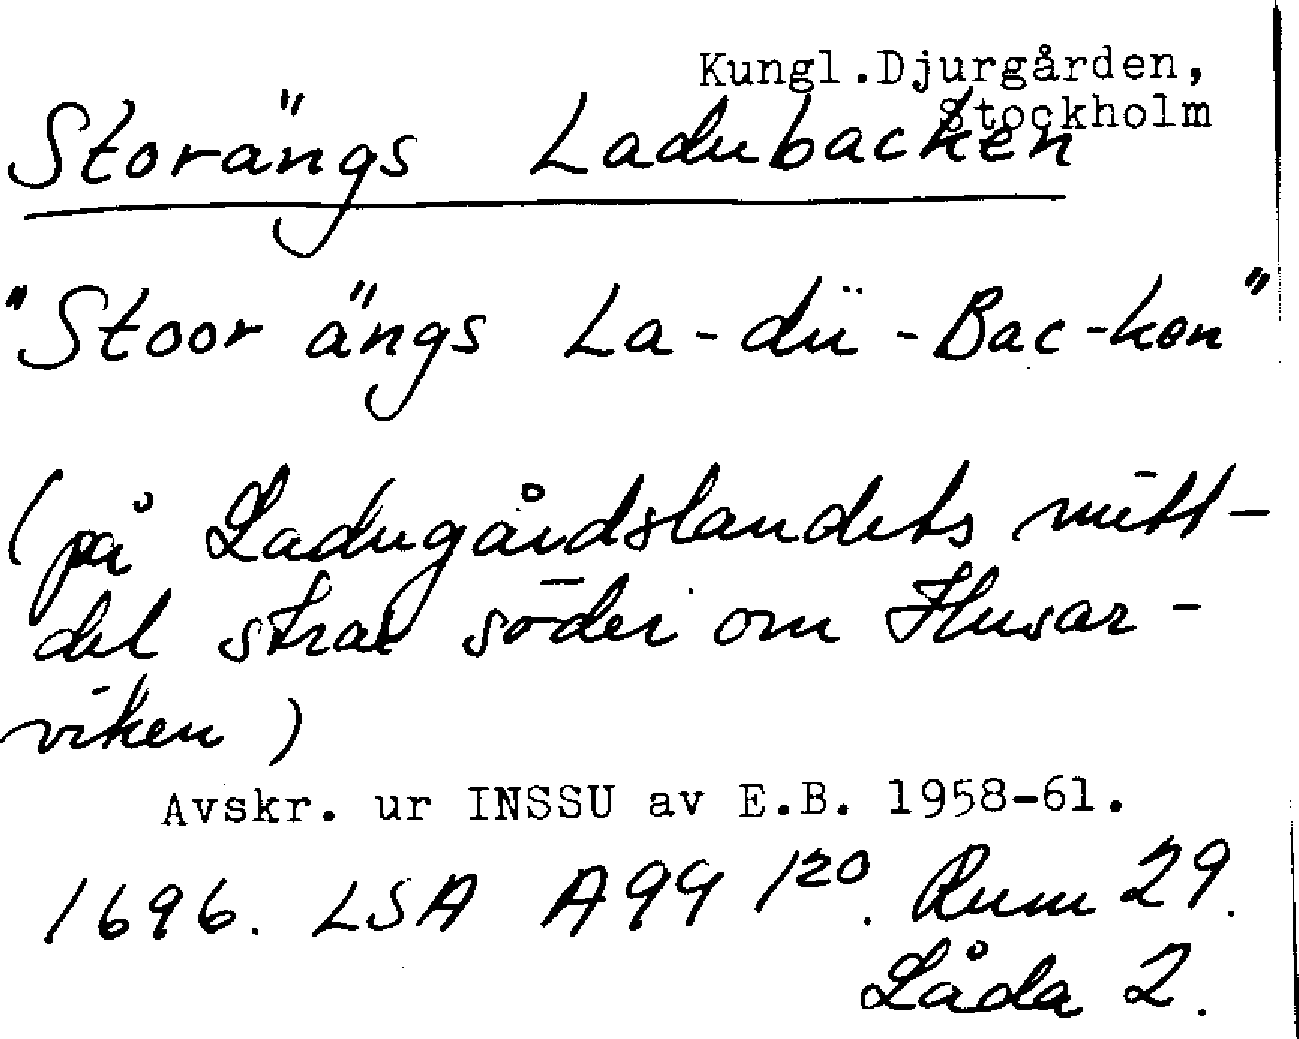 Kungl.Djurgården,
Stockholm
Storängs Ladubacken
"Stoor ängs La-dü-Bac-ken"
(på Ladugårdslandets mitt-
del strax söder om Husar-
viken)
Avskr. ur INSSU av E.B. 1958-61.
1696. LSA A99 1²⁰. Rum 29.
Låda 2.